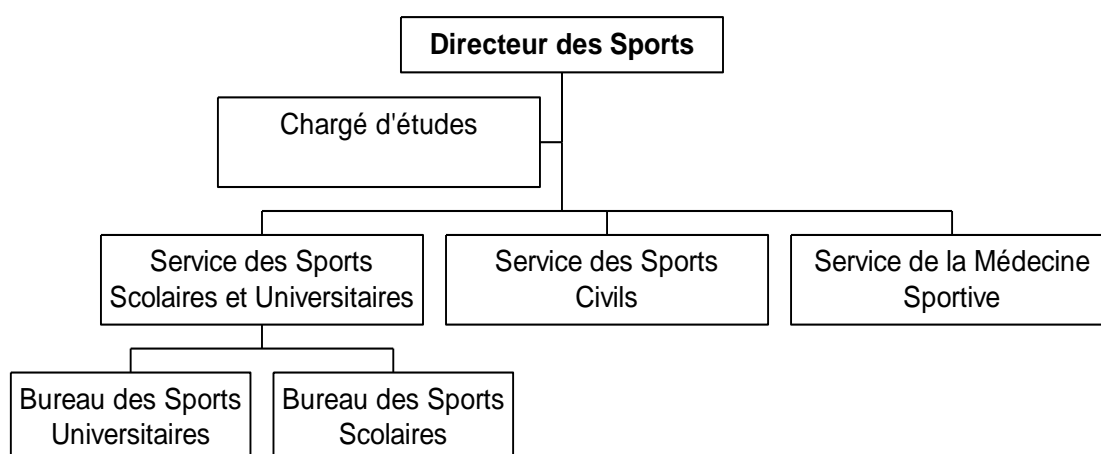 Directeur des Sports
Chargé d'études
Service des Sports
Scolaires et Universitaires
Service des Sports
Civils
Service de la Médecine
Sportive
Bureau des Sports
Universitaires
Bureau des Sports
Scolaires